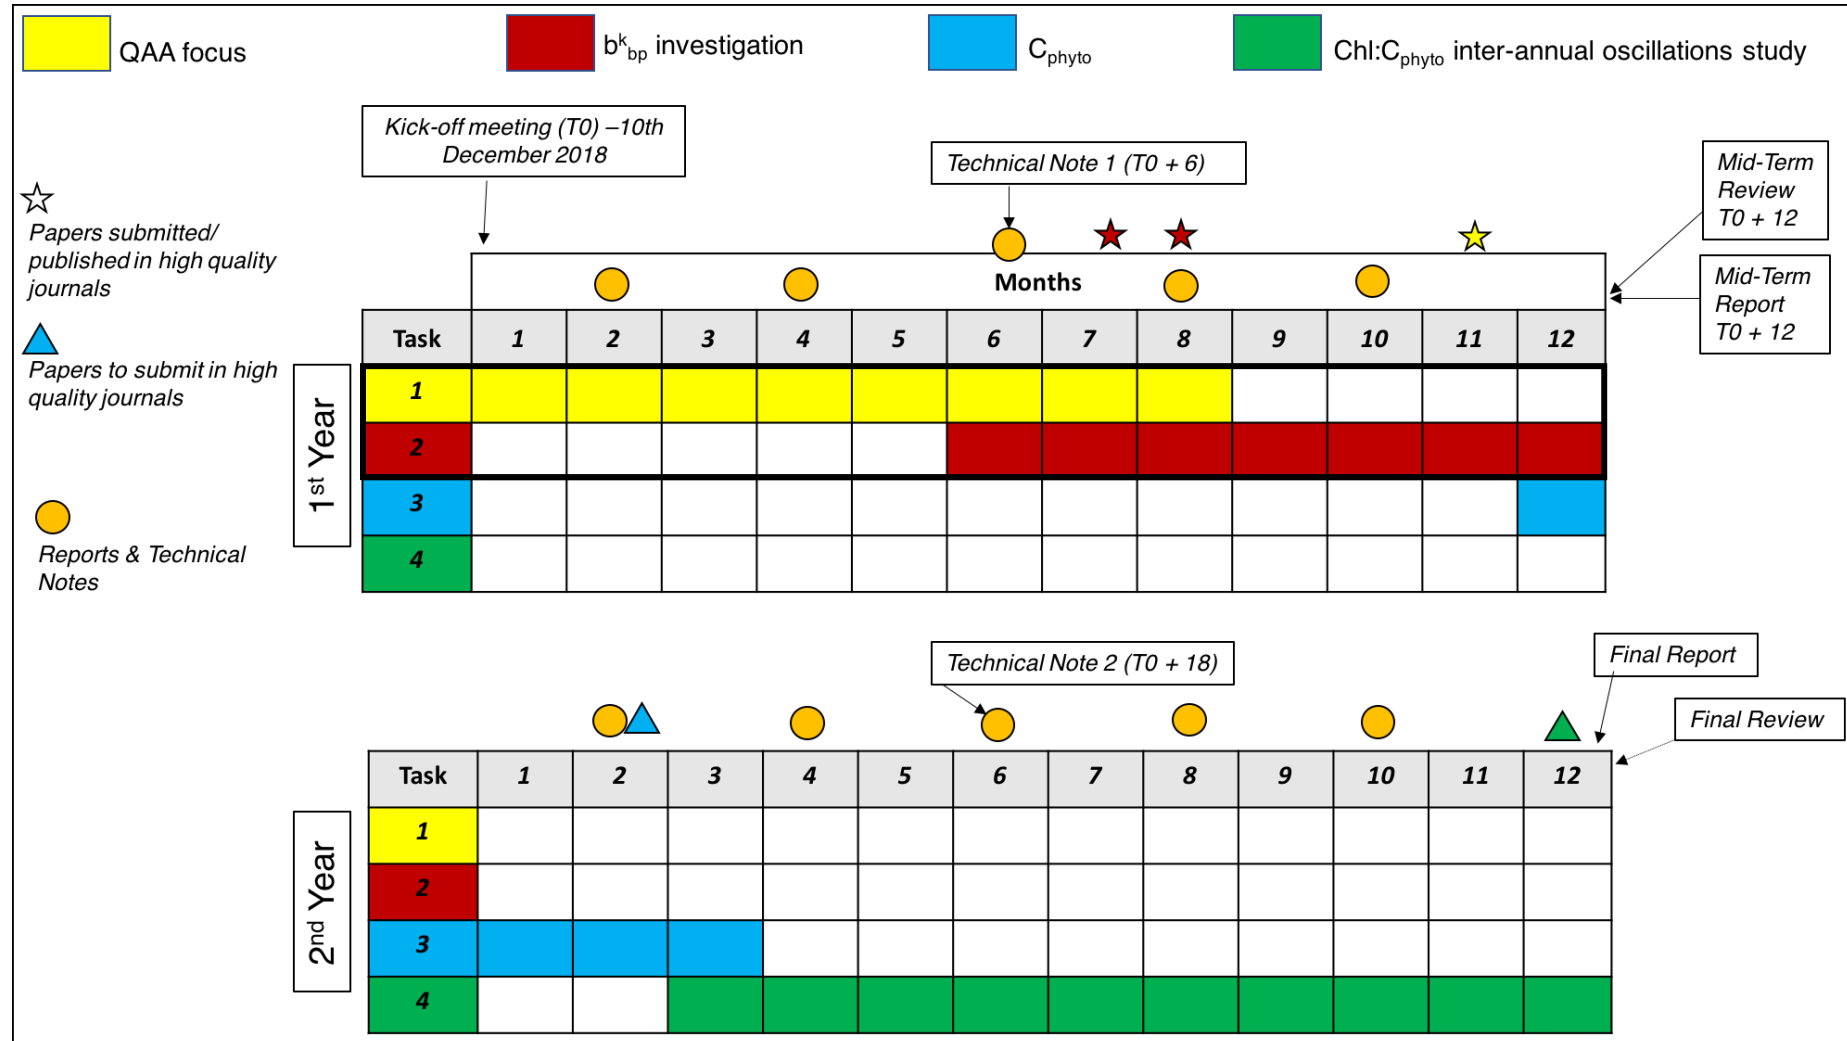 QAA focus
bᵏbp investigation
Cphyto
Chl:Cphyto inter-annual oscillations study
Kick-off meeting (T0) –10th
December 2018
Technical Note 1 (T0 + 6)
Mid-Term
Review
T0 + 12
Mid-Term
Report
T0 + 12
Papers submitted/
published in high quality
journals
Papers to submit in high
quality journals
Reports & Technical
Notes
Months
Task 1 2 3 4 5 6 7 8 9 10 11 12
1st Year
1
2
3
4
Technical Note 2 (T0 + 18)
Final Report
Final Review
Task 1 2 3 4 5 6 7 8 9 10 11 12
2nd Year
1
2
3
4